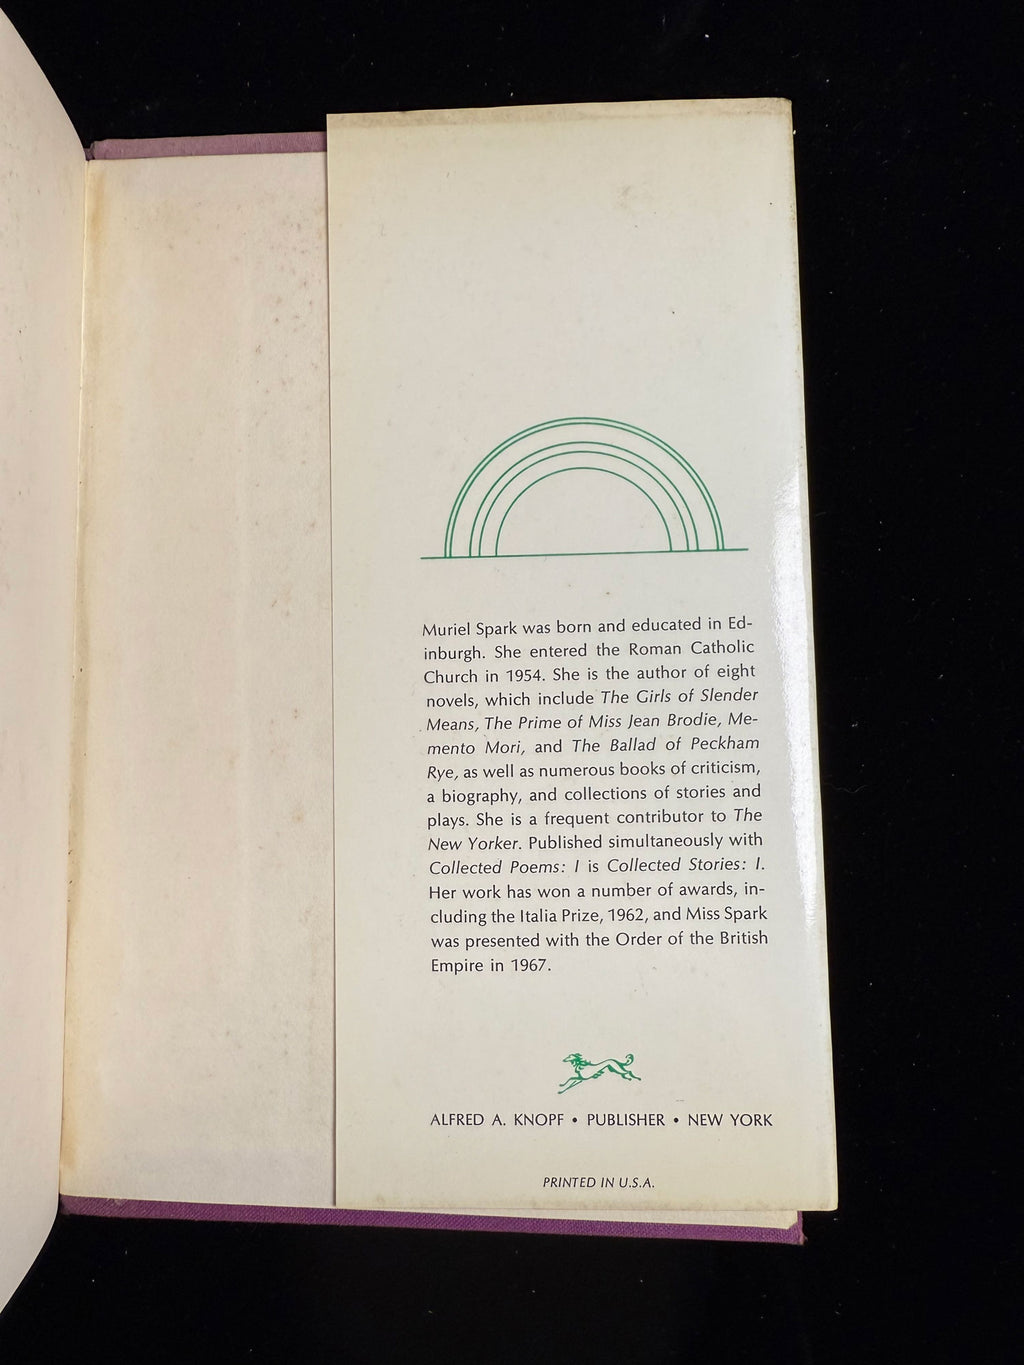 Muriel Spark was born and educated in Ed-
inburgh. She entered the Roman Catholic
Church in 1954. She is the author of eight
novels, which include The Girls of Slender
Means, The Prime of Miss Jean Brodie, Me-
mento Mori, and The Ballad of Peckham
Rye, as well as numerous books of criticism,
a biography, and collections of stories and
plays. She is a frequent contributor to The
New Yorker. Published simultaneously with
Collected Poems: I is Collected Stories: I.
Her work has won a number of awards, in-
cluding the Italia Prize, 1962, and Miss Spark
was presented with the Order of the British
Empire in 1967.
ALFRED A. KNOPF • PUBLISHER • NEW YORK
PRINTED IN U.S.A.